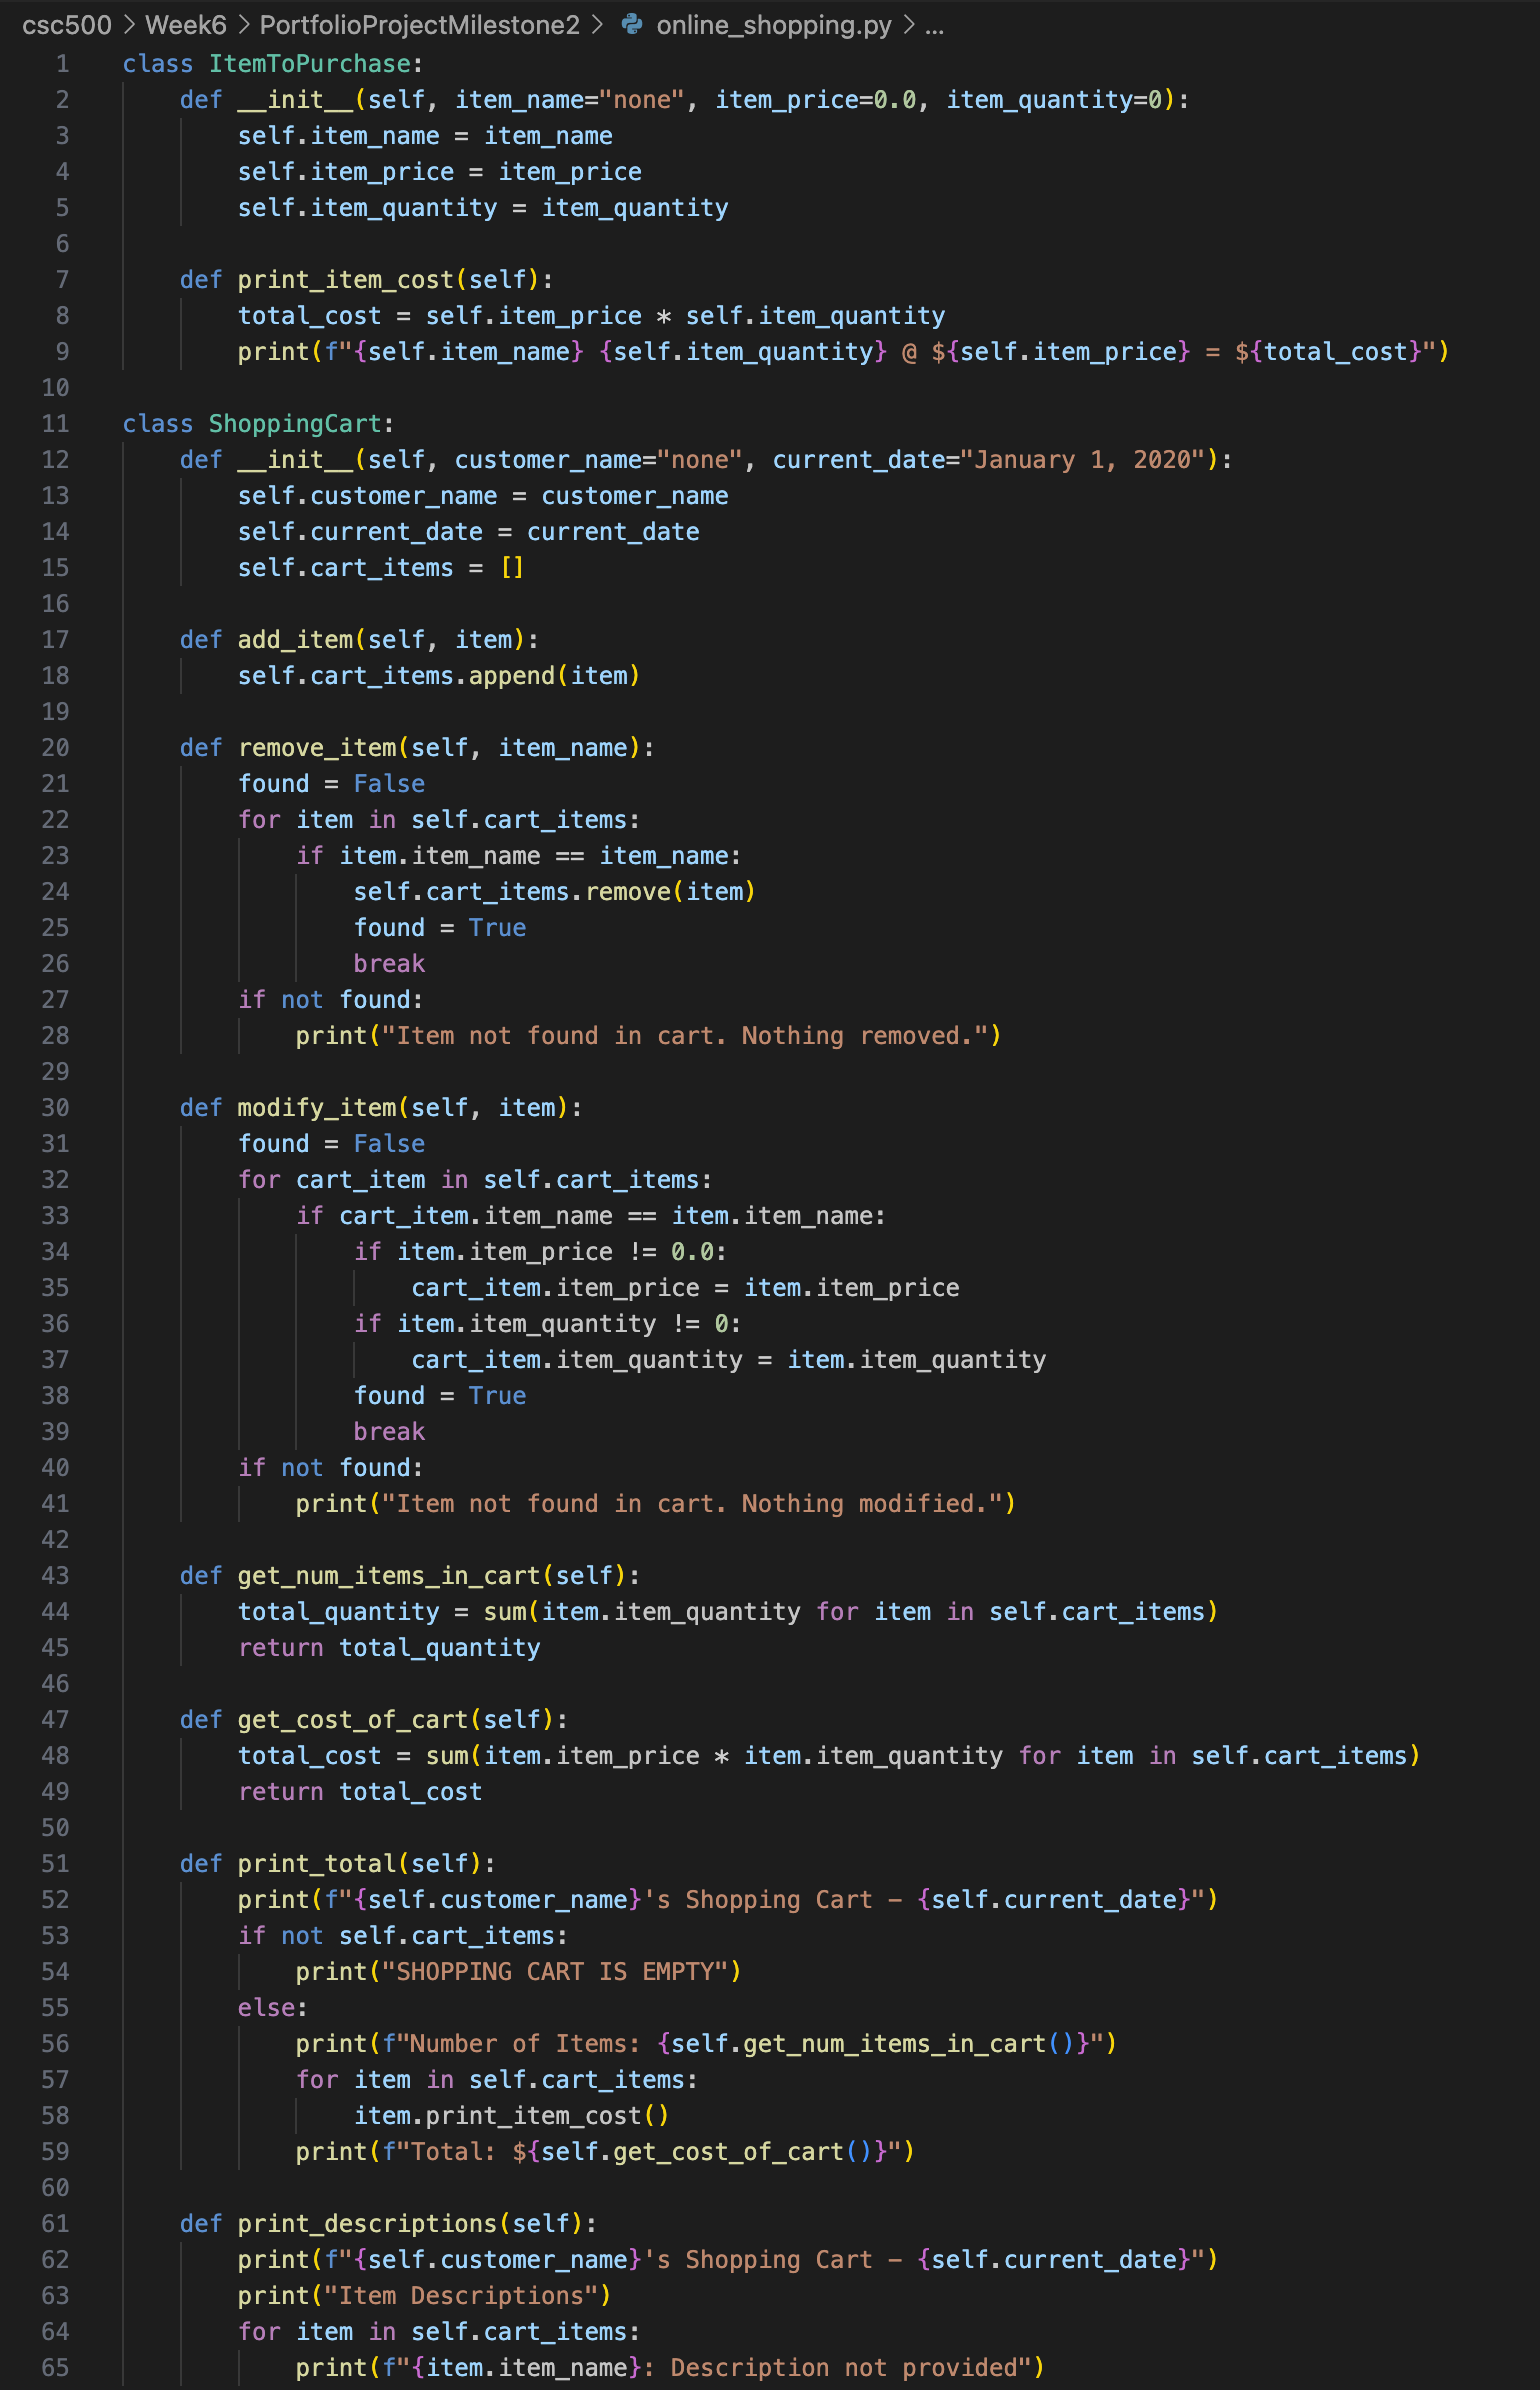 csc500 > Week6 > PortfolioProjectMilestone2 > online_shopping.py > ...
1 class ItemToPurchase:
2     def __init__(self, item_name="none", item_price=0.0, item_quantity=0):
3         self.item_name = item_name
4         self.item_price = item_price
5         self.item_quantity = item_quantity
6
7     def print_item_cost(self):
8         total_cost = self.item_price * self.item_quantity
9         print(f"{self.item_name} {self.item_quantity} @ ${self.item_price} = ${total_cost}")
10
11 class ShoppingCart:
12     def __init__(self, customer_name="none", current_date="January 1, 2020"):
13         self.customer_name = customer_name
14         self.current_date = current_date
15         self.cart_items = []
16
17     def add_item(self, item):
18         self.cart_items.append(item)
19
20     def remove_item(self, item_name):
21         found = False
22         for item in self.cart_items:
23             if item.item_name == item_name:
24                 self.cart_items.remove(item)
25                 found = True
26                 break
27         if not found:
28             print("Item not found in cart. Nothing removed.")
29
30     def modify_item(self, item):
31         found = False
32         for cart_item in self.cart_items:
33             if cart_item.item_name == item.item_name:
34                 if item.item_price != 0.0:
35                     cart_item.item_price = item.item_price
36                 if item.item_quantity != 0:
37                     cart_item.item_quantity = item.item_quantity
38                 found = True
39                 break
40         if not found:
41             print("Item not found in cart. Nothing modified.")
42
43     def get_num_items_in_cart(self):
44         total_quantity = sum(item.item_quantity for item in self.cart_items)
45         return total_quantity
46
47     def get_cost_of_cart(self):
48         total_cost = sum(item.item_price * item.item_quantity for item in self.cart_items)
49         return total_cost
50
51     def print_total(self):
52         print(f"{self.customer_name}'s Shopping Cart – {self.current_date}")
53         if not self.cart_items:
54             print("SHOPPING CART IS EMPTY")
55         else:
56             print(f"Number of Items: {self.get_num_items_in_cart()}")
57             for item in self.cart_items:
58                 item.print_item_cost()
59             print(f"Total: ${self.get_cost_of_cart()}")
60
61     def print_descriptions(self):
62         print(f"{self.customer_name}'s Shopping Cart – {self.current_date}")
63         print("Item Descriptions")
64         for item in self.cart_items:
65             print(f"{item.item_name}: Description not provided")